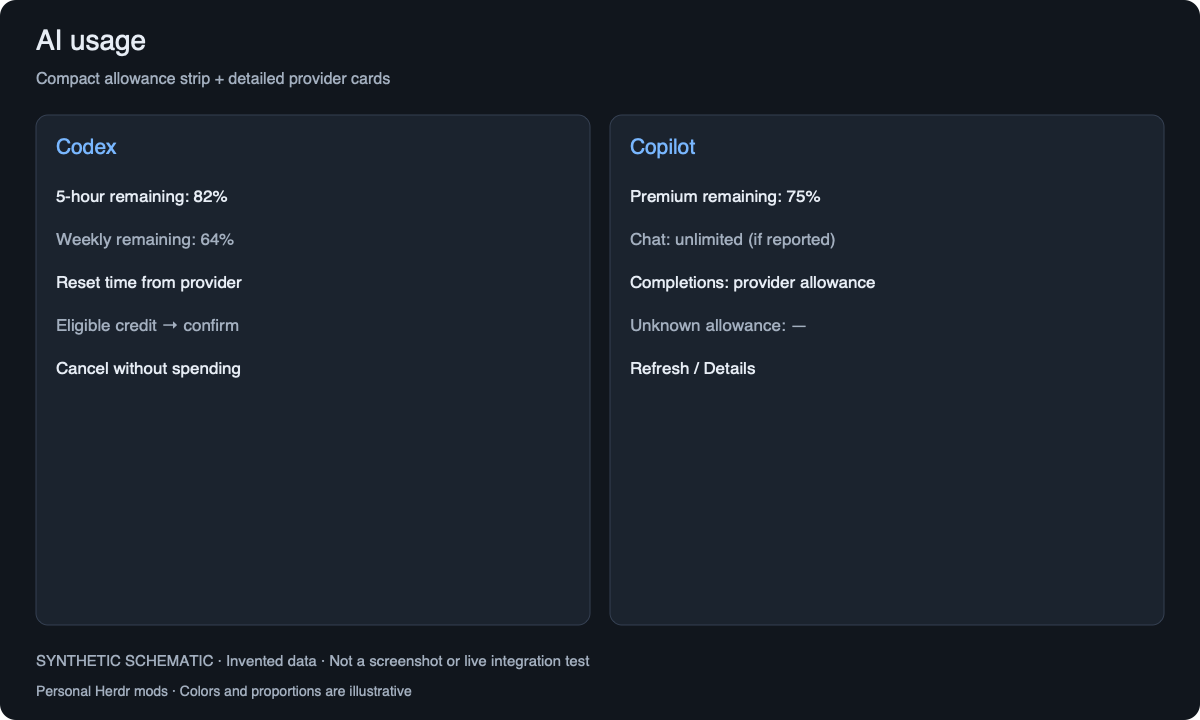 AI usage
Compact allowance strip + detailed provider cards
Codex
5-hour remaining: 82%
Weekly remaining: 64%
Reset time from provider
Eligible credit → confirm
Cancel without spending
Copilot
Premium remaining: 75%
Chat: unlimited (if reported)
Completions: provider allowance
Unknown allowance: —
Refresh / Details
SYNTHETIC SCHEMATIC · Invented data · Not a screenshot or live integration test
Personal Herdr mods · Colors and proportions are illustrative